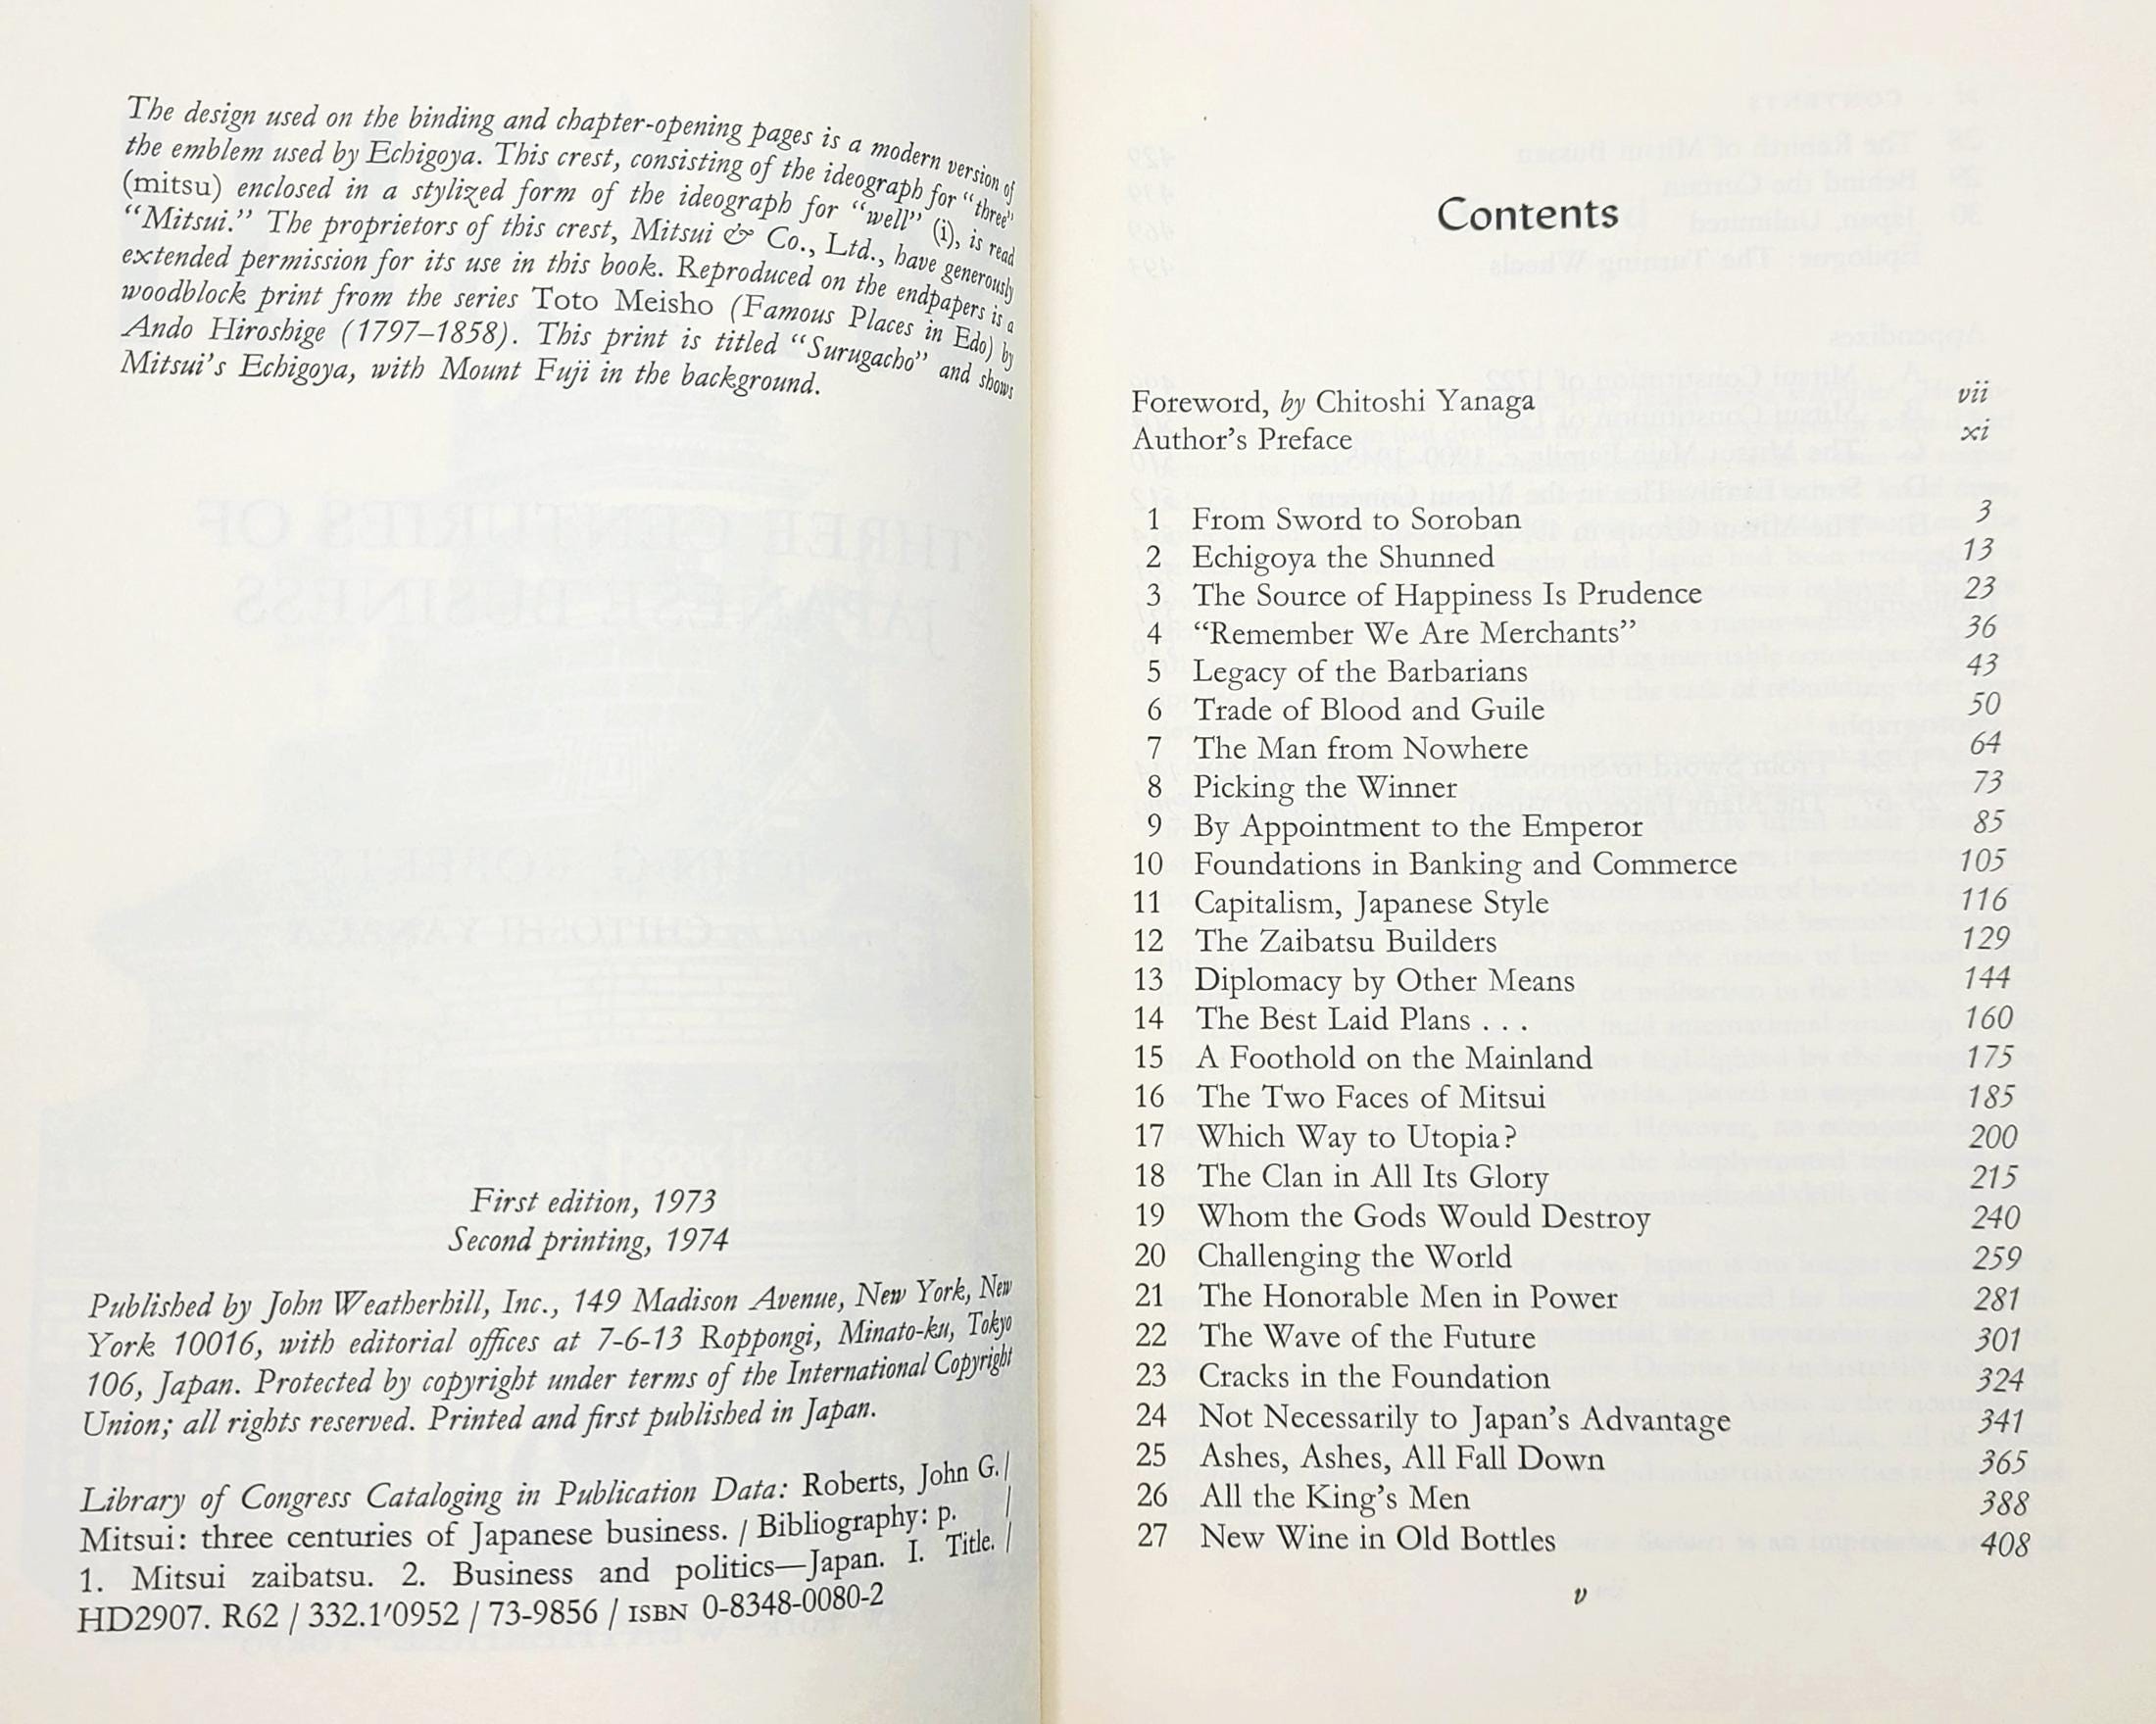 The design used on the binding and chapter-opening pages is a modern version of
the emblem used by Echigoya. This crest, consisting of the ideograph for “three”
(mitsu) enclosed in a stylized form of the ideograph for “well” (i), is read
“Mitsui.” The proprietors of this crest, Mitsui & Co., Ltd., have generously
extended permission for its use in this book. Reproduced on the endpapers is a
woodblock print from the series Toto Meisho (Famous Places in Edo) by
Ando Hiroshige (1797–1858). This print is titled “Surugacho” and shows
Mitsui’s Echigoya, with Mount Fuji in the background.
First edition, 1973
Second printing, 1974
Published by John Weatherhill, Inc., 149 Madison Avenue, New York, New
York 10016, with editorial offices at 7-6-13 Roppongi, Minato-ku, Tokyo
106, Japan. Protected by copyright under terms of the International Copyright
Union; all rights reserved. Printed and first published in Japan.
Library of Congress Cataloging in Publication Data: Roberts, John G. /
Mitsui: three centuries of Japanese business. / Bibliography: p. /
1. Mitsui zaibatsu. 2. Business and politics—Japan. I. Title. /
HD2907. R62 / 332.1′0952 / 73-9856 / ISBN 0-8348-0080-2
Contents
Foreword, by Chitoshi Yanaga vii
Author’s Preface xi
1 From Sword to Soroban 3
2 Echigoya the Shunned 13
3 The Source of Happiness Is Prudence 23
4 “Remember We Are Merchants” 36
5 Legacy of the Barbarians 43
6 Trade of Blood and Guile 50
7 The Man from Nowhere 64
8 Picking the Winner 73
9 By Appointment to the Emperor 85
10 Foundations in Banking and Commerce 105
11 Capitalism, Japanese Style 116
12 The Zaibatsu Builders 129
13 Diplomacy by Other Means 144
14 The Best Laid Plans . . . 160
15 A Foothold on the Mainland 175
16 The Two Faces of Mitsui 185
17 Which Way to Utopia? 200
18 The Clan in All Its Glory 215
19 Whom the Gods Would Destroy 240
20 Challenging the World 259
21 The Honorable Men in Power 281
22 The Wave of the Future 301
23 Cracks in the Foundation 324
24 Not Necessarily to Japan’s Advantage 341
25 Ashes, Ashes, All Fall Down 365
26 All the King’s Men 388
27 New Wine in Old Bottles 408
v